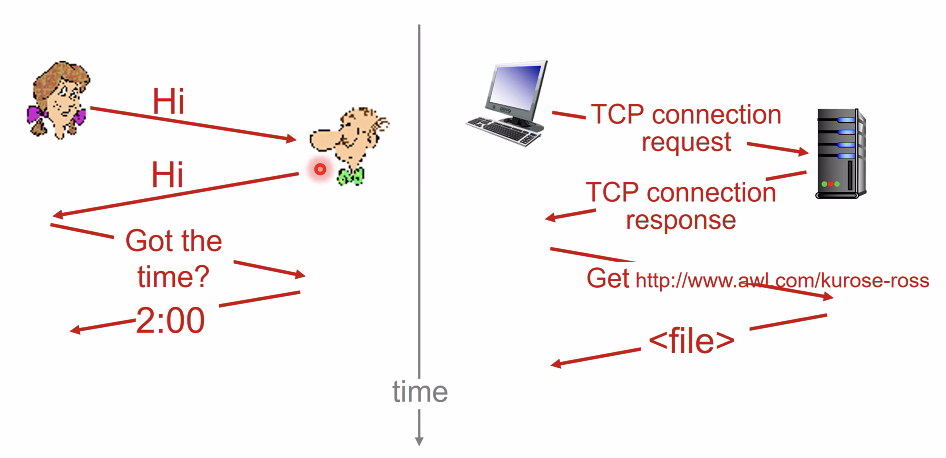 Hi
Hi
Got the
time?
2:00
time
TCP connection
request
TCP connection
response
Get http://www.awl.com/kurose-ross
<file>